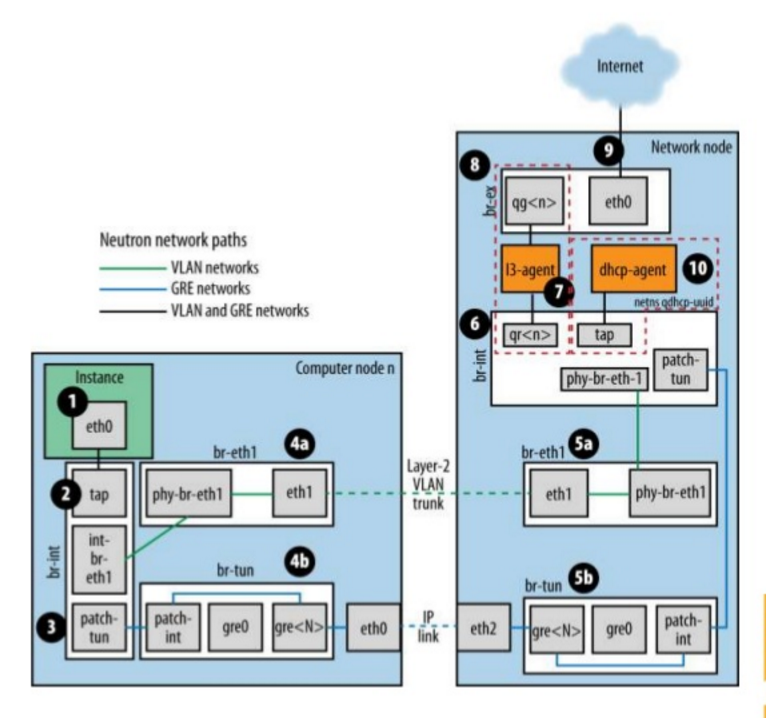 Internet
Network node
9
8
br-ex
qg<n>
eth0
l3-agent
dhcp-agent
10
7
netns qdhcp-uuid
6
br-int
qr<n>
tap
patch-
tun
phy-br-eth-1
Neutron network paths
VLAN networks
GRE networks
VLAN and GRE networks
Computer node n
Instance
1
eth0
br-eth1
4a
2
tap
phy-br-eth1
eth1
Layer-2
VLAN
trunk
br-eth1
5a
eth1
phy-br-eth1
br-int
int-
br-
eth1
br-tun
4b
3
patch-
tun
patch-
int
gre0
gre<N>
eth0
IP
link
eth2
br-tun
5b
gre<N>
gre0
patch-
int